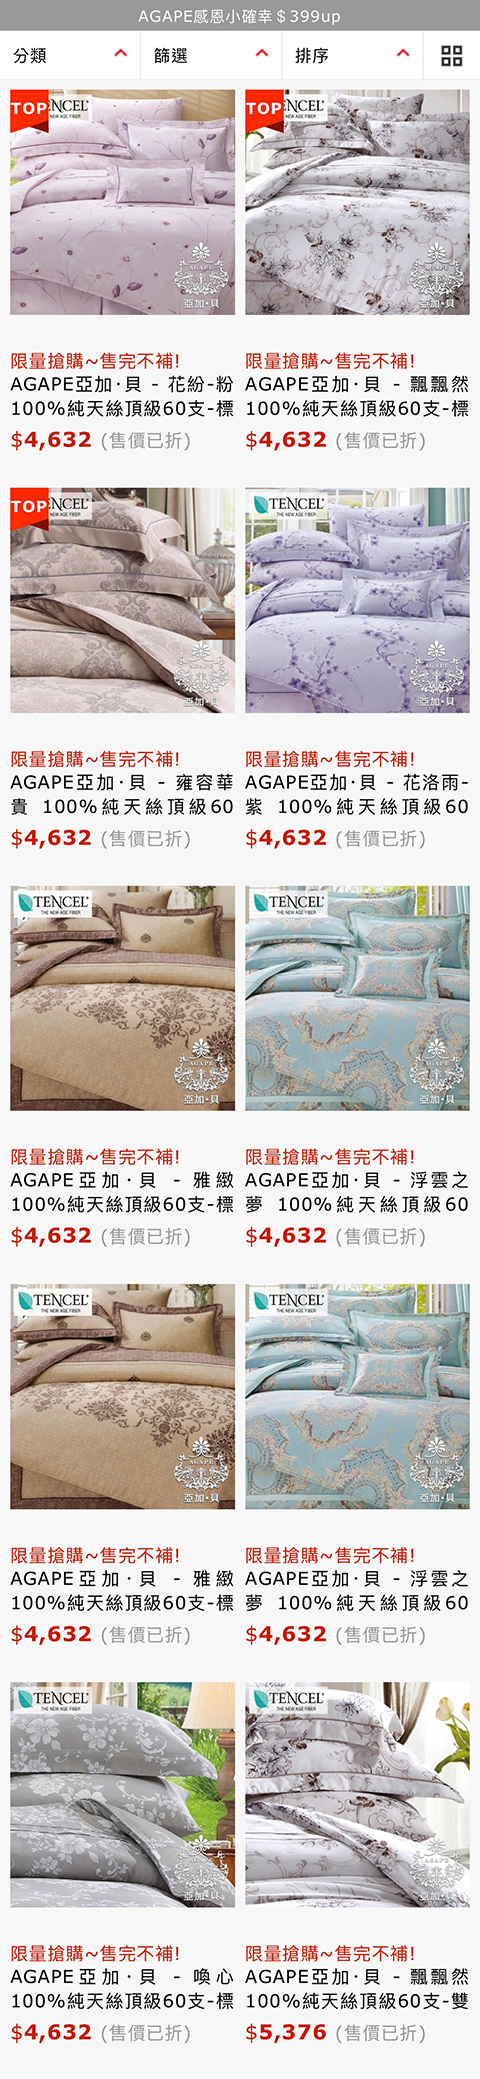 AGAPE感恩小確幸＄399up
分類
篩選
排序
TOP
ENCEL
NEW AGE FIBER
AGAPE
亞加•貝
TOP
ENCEL
NEW AGE FIBER
AGAPE
亞加•貝
限量搶購~售完不補!
AGAPE亞加‧貝 - 花紛-粉
100%純天絲頂級60支-標
$4,632 (售價已折)
限量搶購~售完不補!
AGAPE亞加‧貝 - 飄飄然
100%純天絲頂級60支-標
$4,632 (售價已折)
TOP
ENCEL
NEW AGE FIBER
AGAPE
亞加•貝
TENCEL
THE NEW AGE FIBER
AGAPE
亞加•貝
限量搶購~售完不補!
AGAPE亞加‧貝 - 雍容華
貴 100%純天絲頂級60
$4,632 (售價已折)
限量搶購~售完不補!
AGAPE亞加‧貝 - 花洛雨-
紫 100%純天絲頂級60
$4,632 (售價已折)
TENCEL
THE NEW AGE FIBER
AGAPE
亞加•貝
TENCEL
THE NEW AGE FIBER
AGAPE
亞加•貝
限量搶購~售完不補!
AGAPE亞加‧貝 - 雅緻
100%純天絲頂級60支-標
$4,632 (售價已折)
限量搶購~售完不補!
AGAPE亞加‧貝 - 浮雲之
夢 100%純天絲頂級60
$4,632 (售價已折)
TENCEL
THE NEW AGE FIBER
AGAPE
亞加•貝
TENCEL
THE NEW AGE FIBER
AGAPE
亞加•貝
限量搶購~售完不補!
AGAPE亞加‧貝 - 雅緻
100%純天絲頂級60支-標
$4,632 (售價已折)
限量搶購~售完不補!
AGAPE亞加‧貝 - 浮雲之
夢 100%純天絲頂級60
$4,632 (售價已折)
TENCEL
THE NEW AGE FIBER
AGAPE
亞加•貝
TENCEL
THE NEW AGE FIBER
AGAPE
亞加•貝
限量搶購~售完不補!
AGAPE亞加‧貝 - 喚心
100%純天絲頂級60支-標
$4,632 (售價已折)
限量搶購~售完不補!
AGAPE亞加‧貝 - 飄飄然
100%純天絲頂級60支-雙
$5,376 (售價已折)